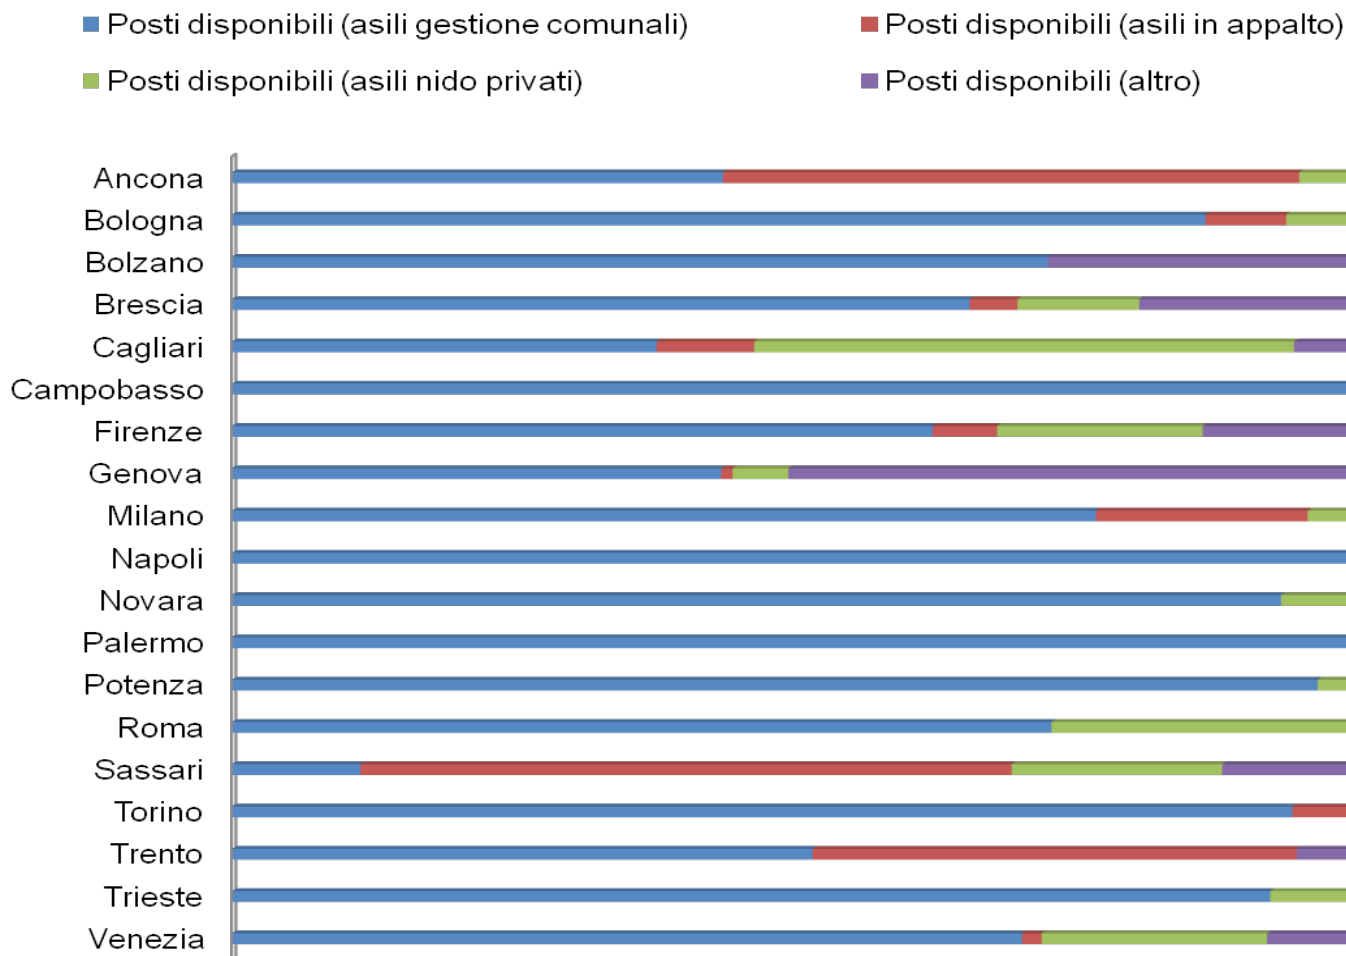 Posti disponibili (asili gestione comunali)
Posti disponibili (asili in appalto)
Posti disponibili (asili nido privati)
Posti disponibili (altro)
Ancona
Bologna
Bolzano
Brescia
Cagliari
Campobasso
Firenze
Genova
Milano
Napoli
Novara
Palermo
Potenza
Roma
Sassari
Torino
Trento
Trieste
Venezia